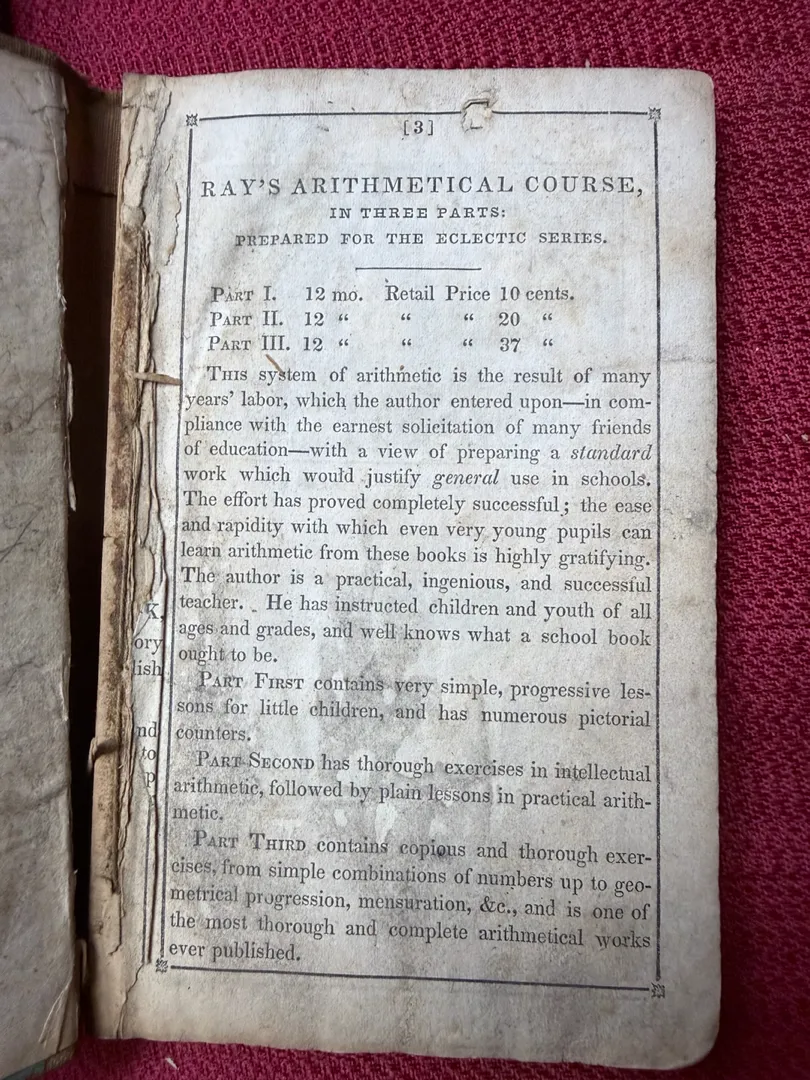 [3]
RAY'S ARITHMETICAL COURSE,
IN THREE PARTS:
PREPARED FOR THE ECLECTIC SERIES.
PART I. 12 mo. Retail Price 10 cents.
PART II. 12 “ “ “ 20 “
PART III. 12 “ “ “ 37 “
THIS system of arithmetic is the result of many
years' labor, which the author entered upon—in com-
pliance with the earnest solicitation of many friends
of education—with a view of preparing a standard
work which would justify general use in schools.
The effort has proved completely successful; the ease
and rapidity with which even very young pupils can
learn arithmetic from these books is highly gratifying.
The author is a practical, ingenious, and successful
teacher. He has instructed children and youth of all
ages and grades, and well knows what a school book
ought to be.
PART FIRST contains very simple, progressive les-
sons for little children, and has numerous pictorial
counters.
PART SECOND has thorough exercises in intellectual
arithmetic, followed by plain lessons in practical arith-
metic.
PART THIRD contains copious and thorough exer-
cises, from simple combinations of numbers up to geo-
metrical progression, mensuration, &c., and is one of
the most thorough and complete arithmetical works
ever published.
K,
ory
lish
nd
to
p